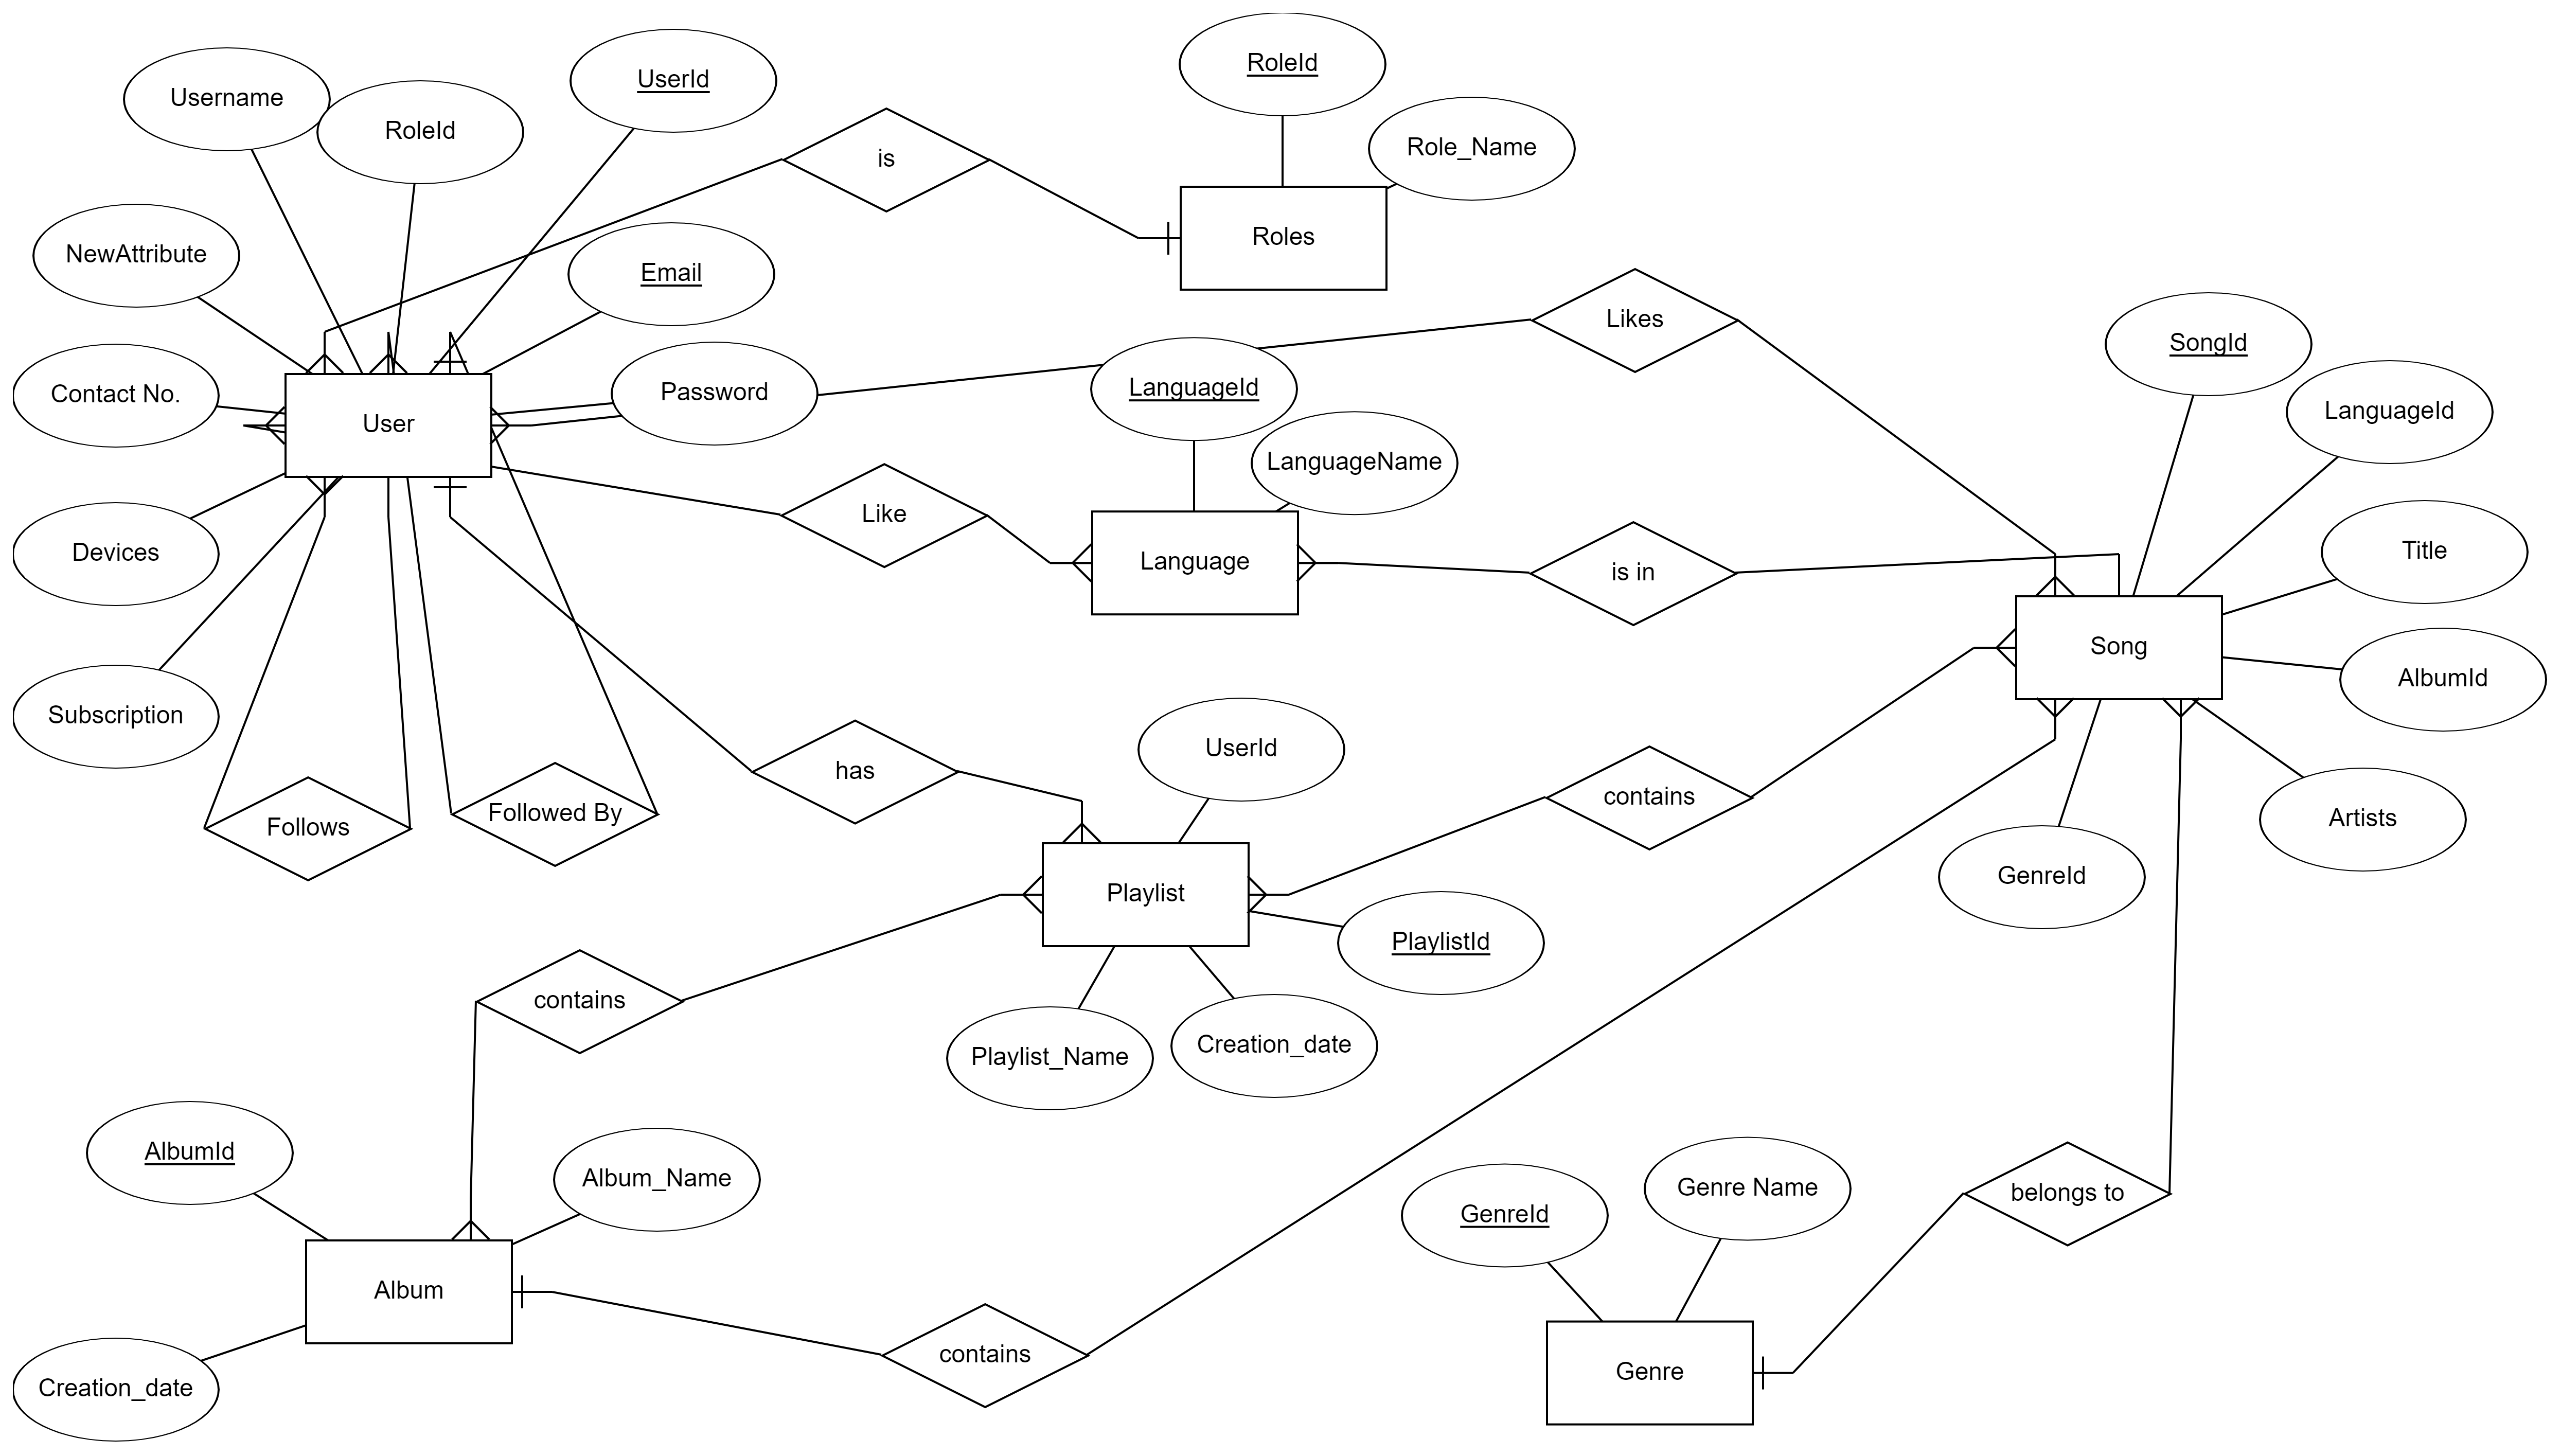 RoleId
UserId
Username
RoleId
Role_Name
is
Roles
NewAttribute
Email
Likes
SongId
LanguageId
Contact No.
Password
LanguageId
User
LanguageName
Like
Title
Devices
Language
is in
Song
AlbumId
Subscription
UserId
has
contains
Follows
Followed By
Artists
GenreId
Playlist
PlaylistId
contains
Playlist_Name
Creation_date
AlbumId
Album_Name
Genre Name
belongs to
GenreId
Album
contains
Genre
Creation_date